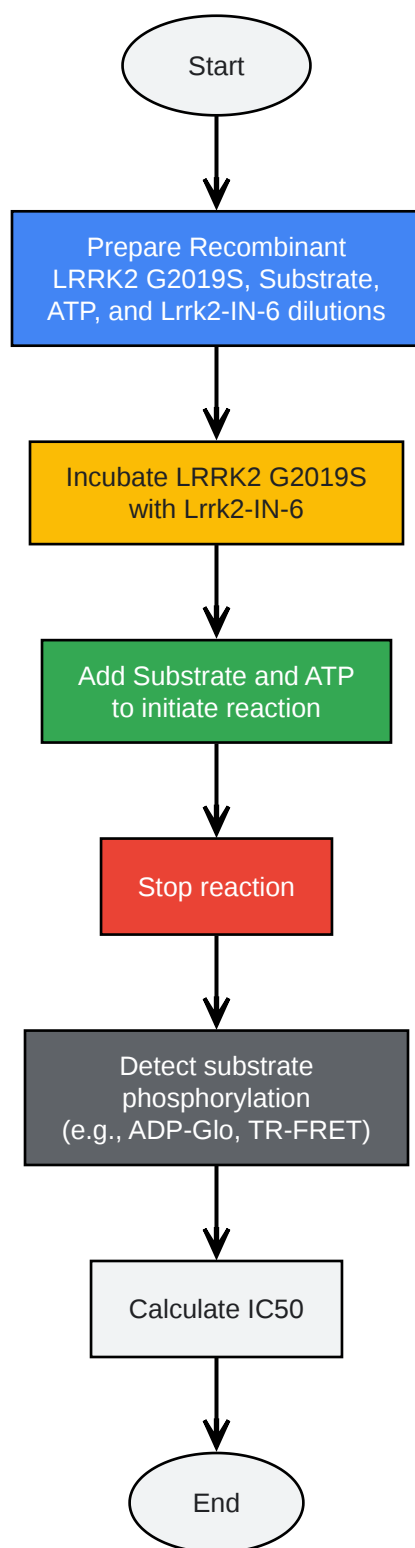 Start
Prepare Recombinant
LRRK2 G2019S, Substrate,
ATP, and Lrrk2-IN-6 dilutions
Incubate LRRK2 G2019S
with Lrrk2-IN-6
Add Substrate and ATP
to initiate reaction
Stop reaction
Detect substrate
phosphorylation
(e.g., ADP-Glo, TR-FRET)
Calculate IC50
End